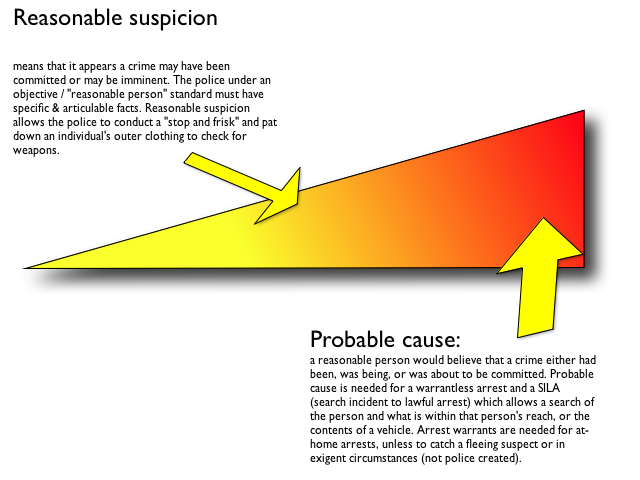 Reasonable suspicion
means that it appears a crime may have been
committed or may be imminent. The police under an
objective / "reasonable person" standard must have
specific & articulable facts. Reasonable suspicion
allows the police to conduct a "stop and frisk" and pat
down an individual's outer clothing to check for
weapons.
Probable cause:
a reasonable person would believe that a crime either had
been, was being, or was about to be committed. Probable
cause is needed for a warrantless arrest and a SILA
(search incident to lawful arrest) which allows a search of
the person and what is within that person's reach, or the
contents of a vehicle. Arrest warrants are needed for at-
home arrests, unless to catch a fleeing suspect or in
exigent circumstances (not police created).